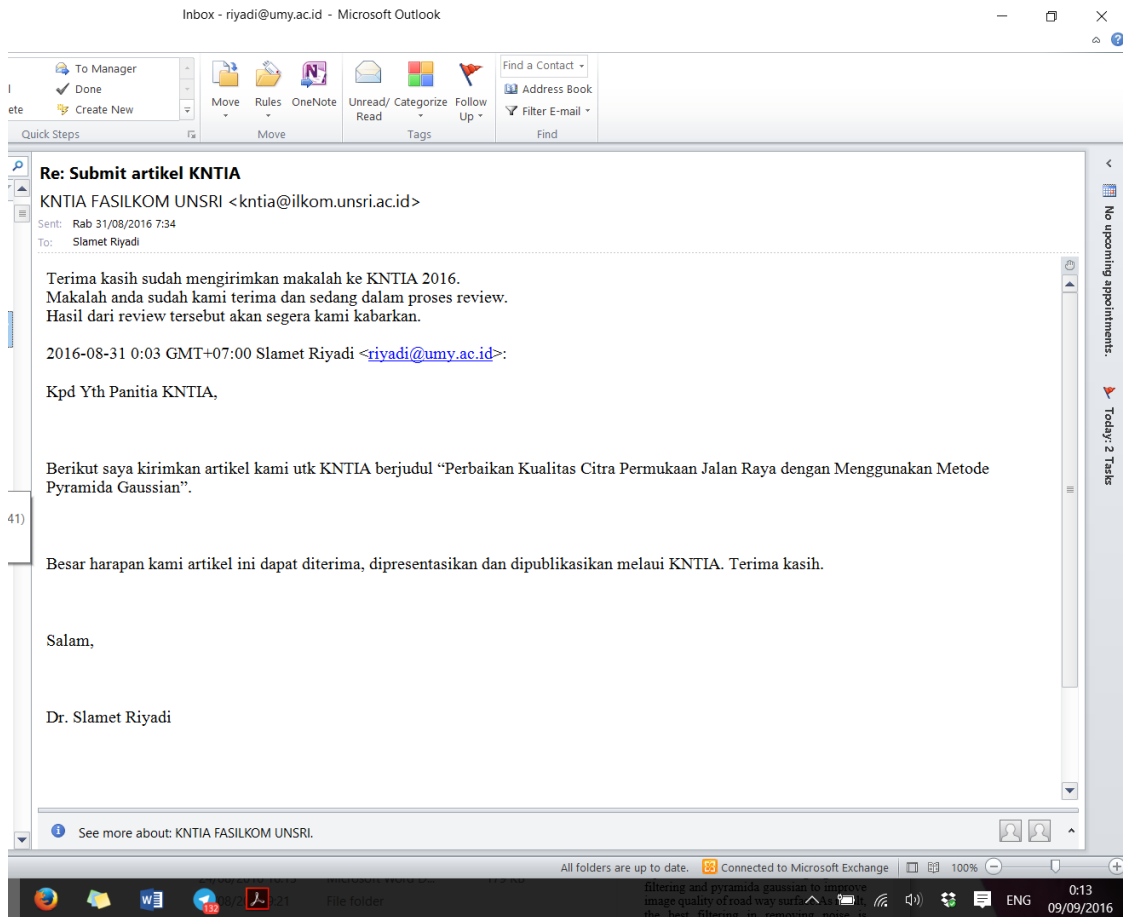 Inbox - riyadi@umy.ac.id - Microsoft Outlook
To Manager
Done
ete
Create New
Quick Steps
Move
Rules
OneNote
Move
Unread/ Read
Categorize
Follow Up
Tags
Find a Contact
Address Book
Filter E-mail
Find
Re: Submit artikel KNTIA
KNTIA FASILKOM UNSRI <kntia@ilkom.unsri.ac.id>
Sent: Rab 31/08/2016 7:34
To: Slamet Riyadi
Terima kasih sudah mengirimkan makalah ke KNTIA 2016.
Makalah anda sudah kami terima dan sedang dalam proses review.
Hasil dari review tersebut akan segera kami kabarkan.
2016-08-31 0:03 GMT+07:00 Slamet Riyadi <riyadi@umy.ac.id>:
Kpd Yth Panitia KNTIA,
Berikut saya kirimkan artikel kami utk KNTIA berjudul “Perbaikan Kualitas Citra Permukaan Jalan Raya dengan Menggunakan Metode
Pyramida Gaussian”.
41)
Besar harapan kami artikel ini dapat diterima, dipresentasikan dan dipublikasikan melaui KNTIA. Terima kasih.
Salam,
Dr. Slamet Riyadi
See more about: KNTIA FASILKOM UNSRI.
No upcoming appointments.
Today: 2 Tasks
All folders are up to date.
Connected to Microsoft Exchange
100%
132
File folder
filtering and pyramida gaussian to improve
image quality of road way
the best filtering in removing noise is
ENG
0:13
09/09/2016